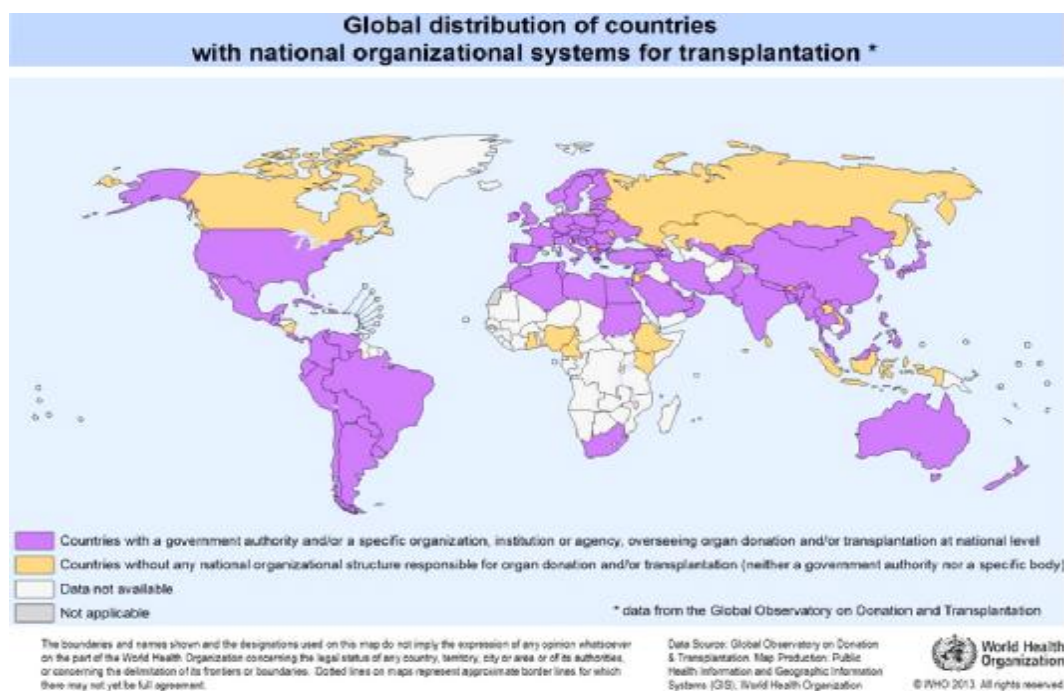 Global distribution of countries
with national organizational systems for transplantation *
Countries with a government authority and/or a specific organization, institution or agency, overseeing organ donation and/or transplantation at national level
Countries without any national organizational structure responsible for organ donation and/or transplantation (neither a government authority nor a specific body)
Data not available
Not applicable
* data from the Global Observatory on Donation and Transplantation
The boundaries and names shown and the designations used on this map do not imply the expression of any opinion whatsoever
on the part of the World Health Organization concerning the legal status of any country, territory, city or area or of its authorities,
or concerning the delimitation of its frontiers or boundaries. Dotted lines on maps represent approximate border lines for which
there may not yet be full agreement.
Data Source: Global Observatory on Donation
& Transplantation. Map Production: Public
Health Information and Geographic Information
Systems (GIS), World Health Organization
World Health
Organization
© WHO 2013. All rights reserved.